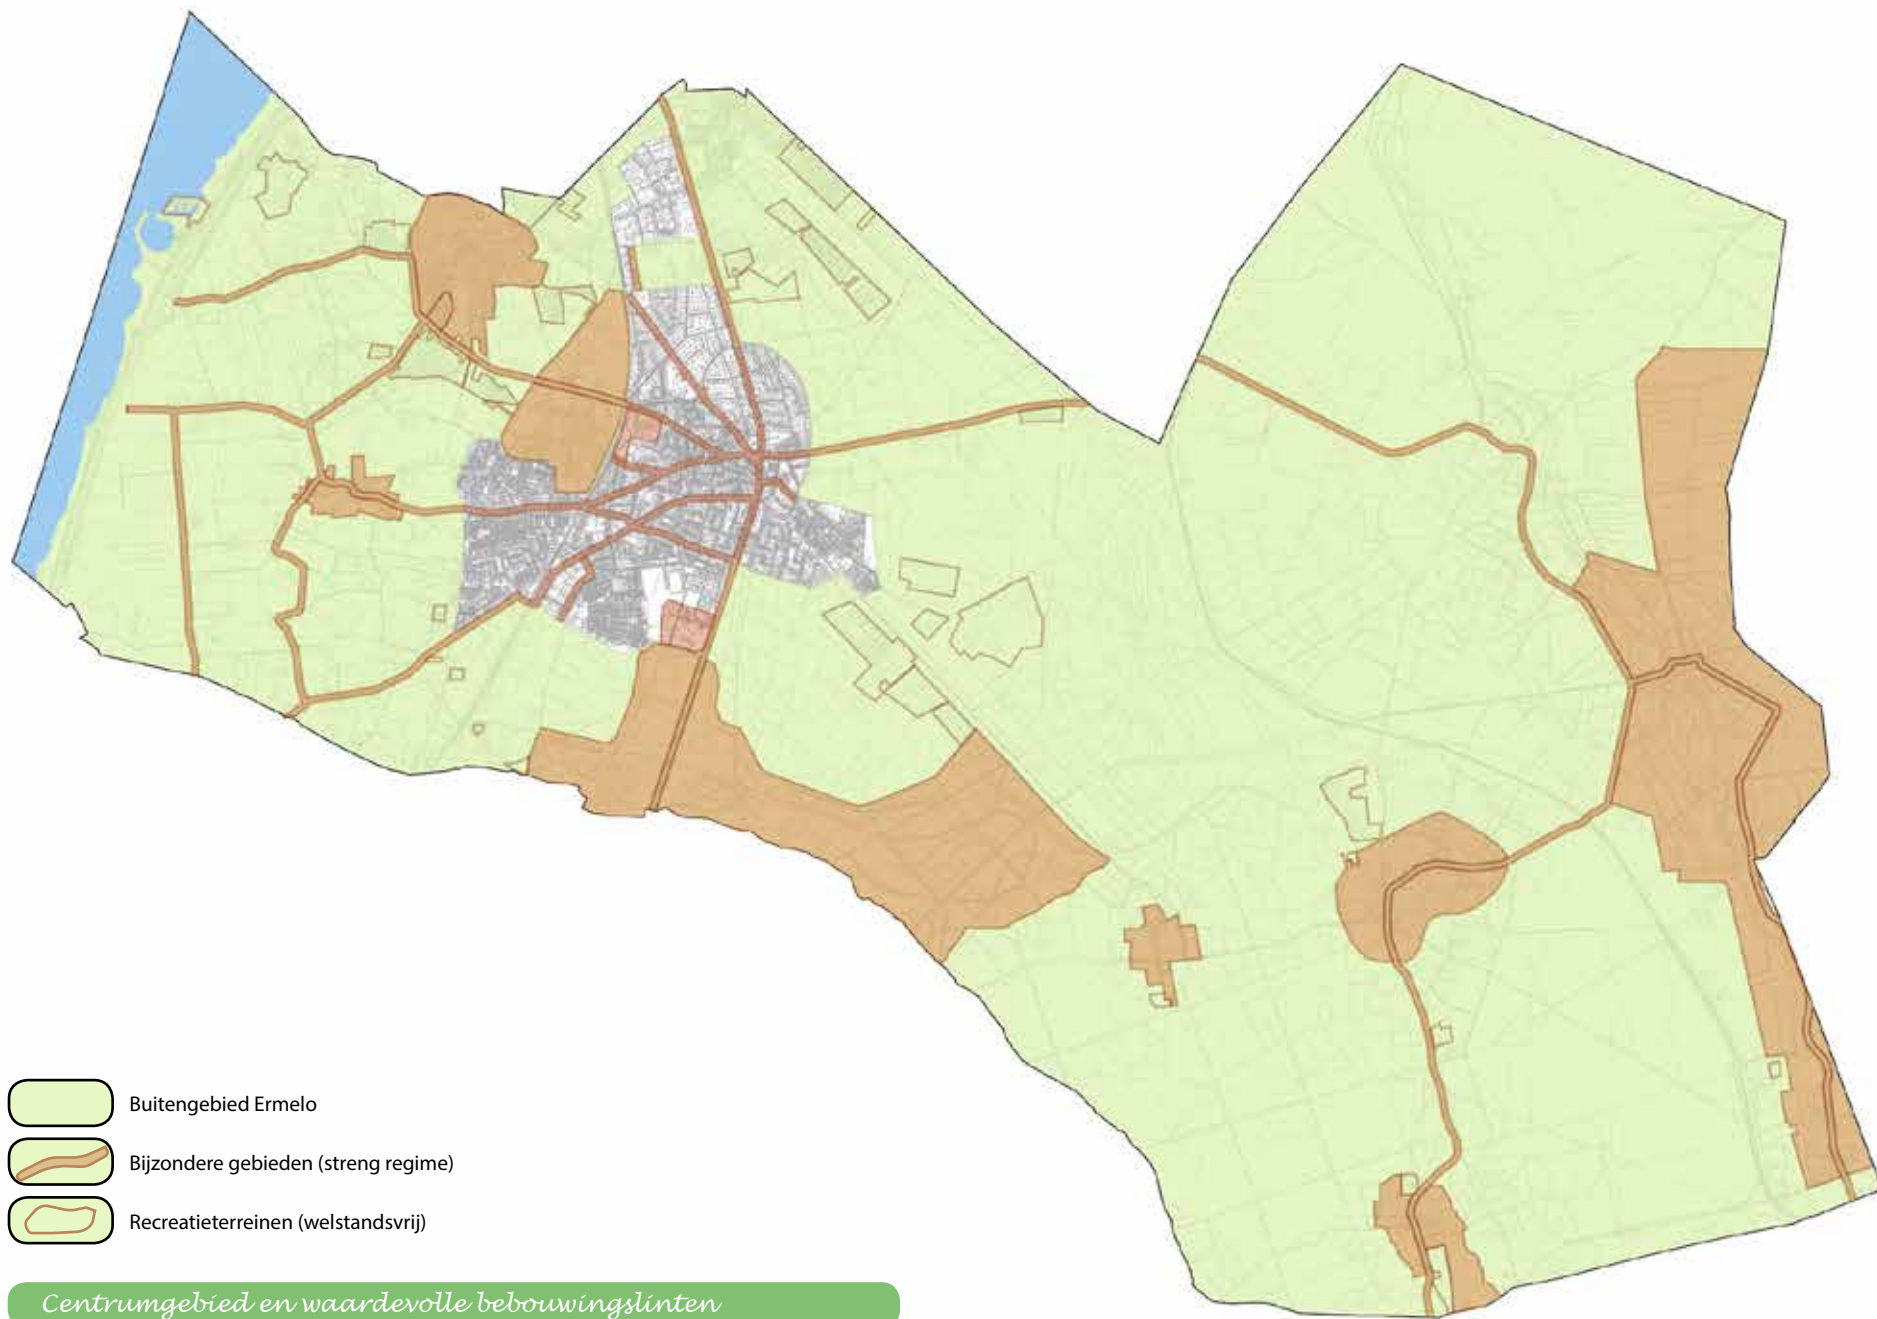 Buitengebied Ermelo
Bijzondere gebieden (streng regime)
Recreatieterreinen (welstandsvrij)
Centrumgebied en waardevolle bebouwingslinten